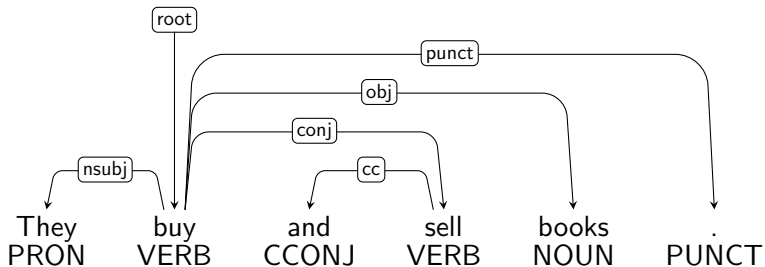 root
punct
obj
conj
nsubj cc
They buy and sell books .
PRON VERB CCONJ VERB NOUN PUNCT